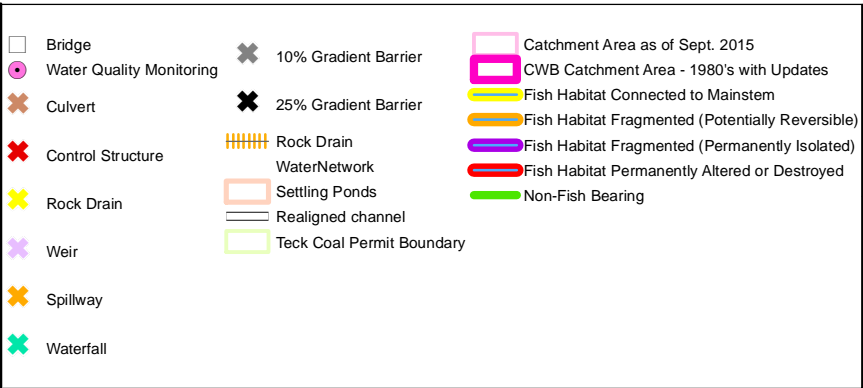 Bridge
Water Quality Monitoring
Culvert
Control Structure
Rock Drain
Weir
Spillway
Waterfall
10% Gradient Barrier
25% Gradient Barrier
Rock Drain
WaterNetwork
Settling Ponds
Realigned channel
Teck Coal Permit Boundary
Catchment Area as of Sept. 2015
CWB Catchment Area - 1980's with Updates
Fish Habitat Connected to Mainstem
Fish Habitat Fragmented (Potentially Reversible)
Fish Habitat Fragmented (Permanently Isolated)
Fish Habitat Permanently Altered or Destroyed
Non-Fish Bearing